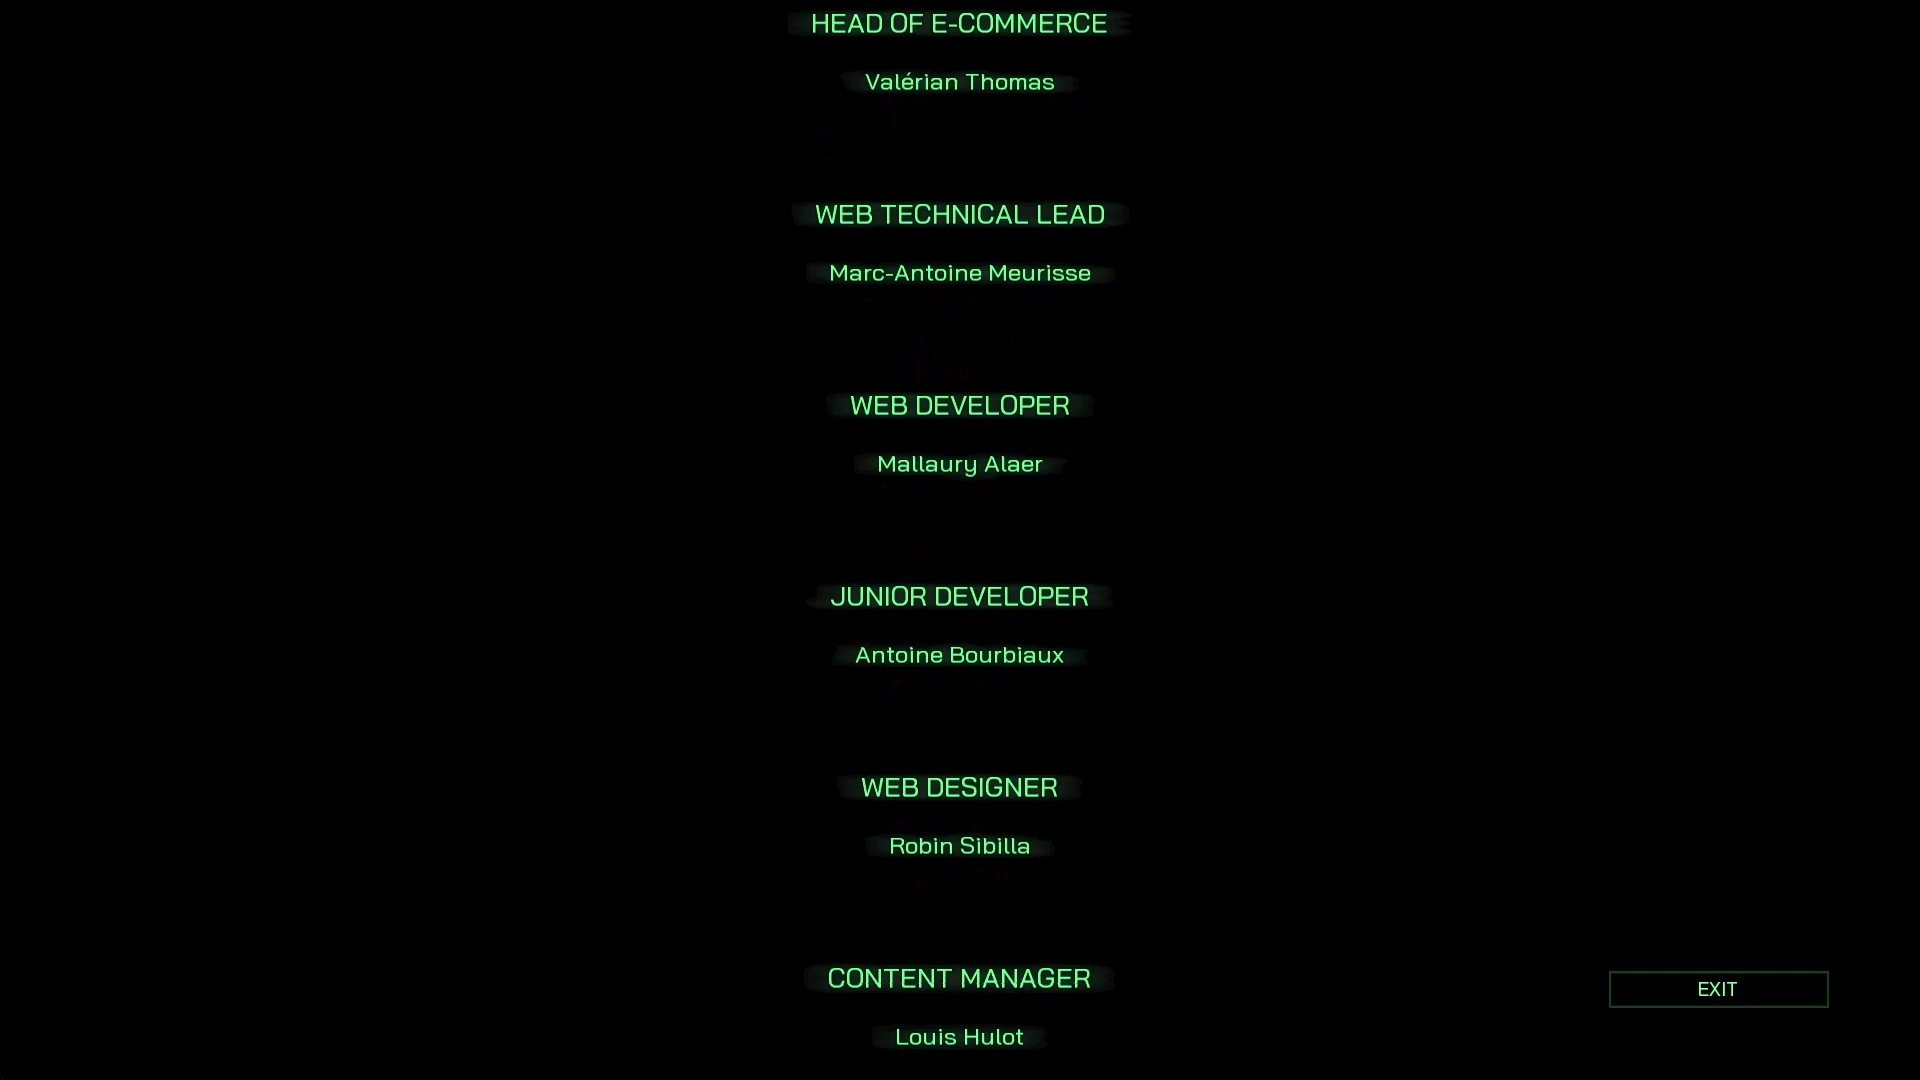 HEAD OF E-COMMERCE
Valérian Thomas
WEB TECHNICAL LEAD
Marc-Antoine Meurisse
WEB DEVELOPER
Mallaury Alaer
JUNIOR DEVELOPER
Antoine Bourbiaux
WEB DESIGNER
Robin Sibilla
CONTENT MANAGER
EXIT
Louis Hulot